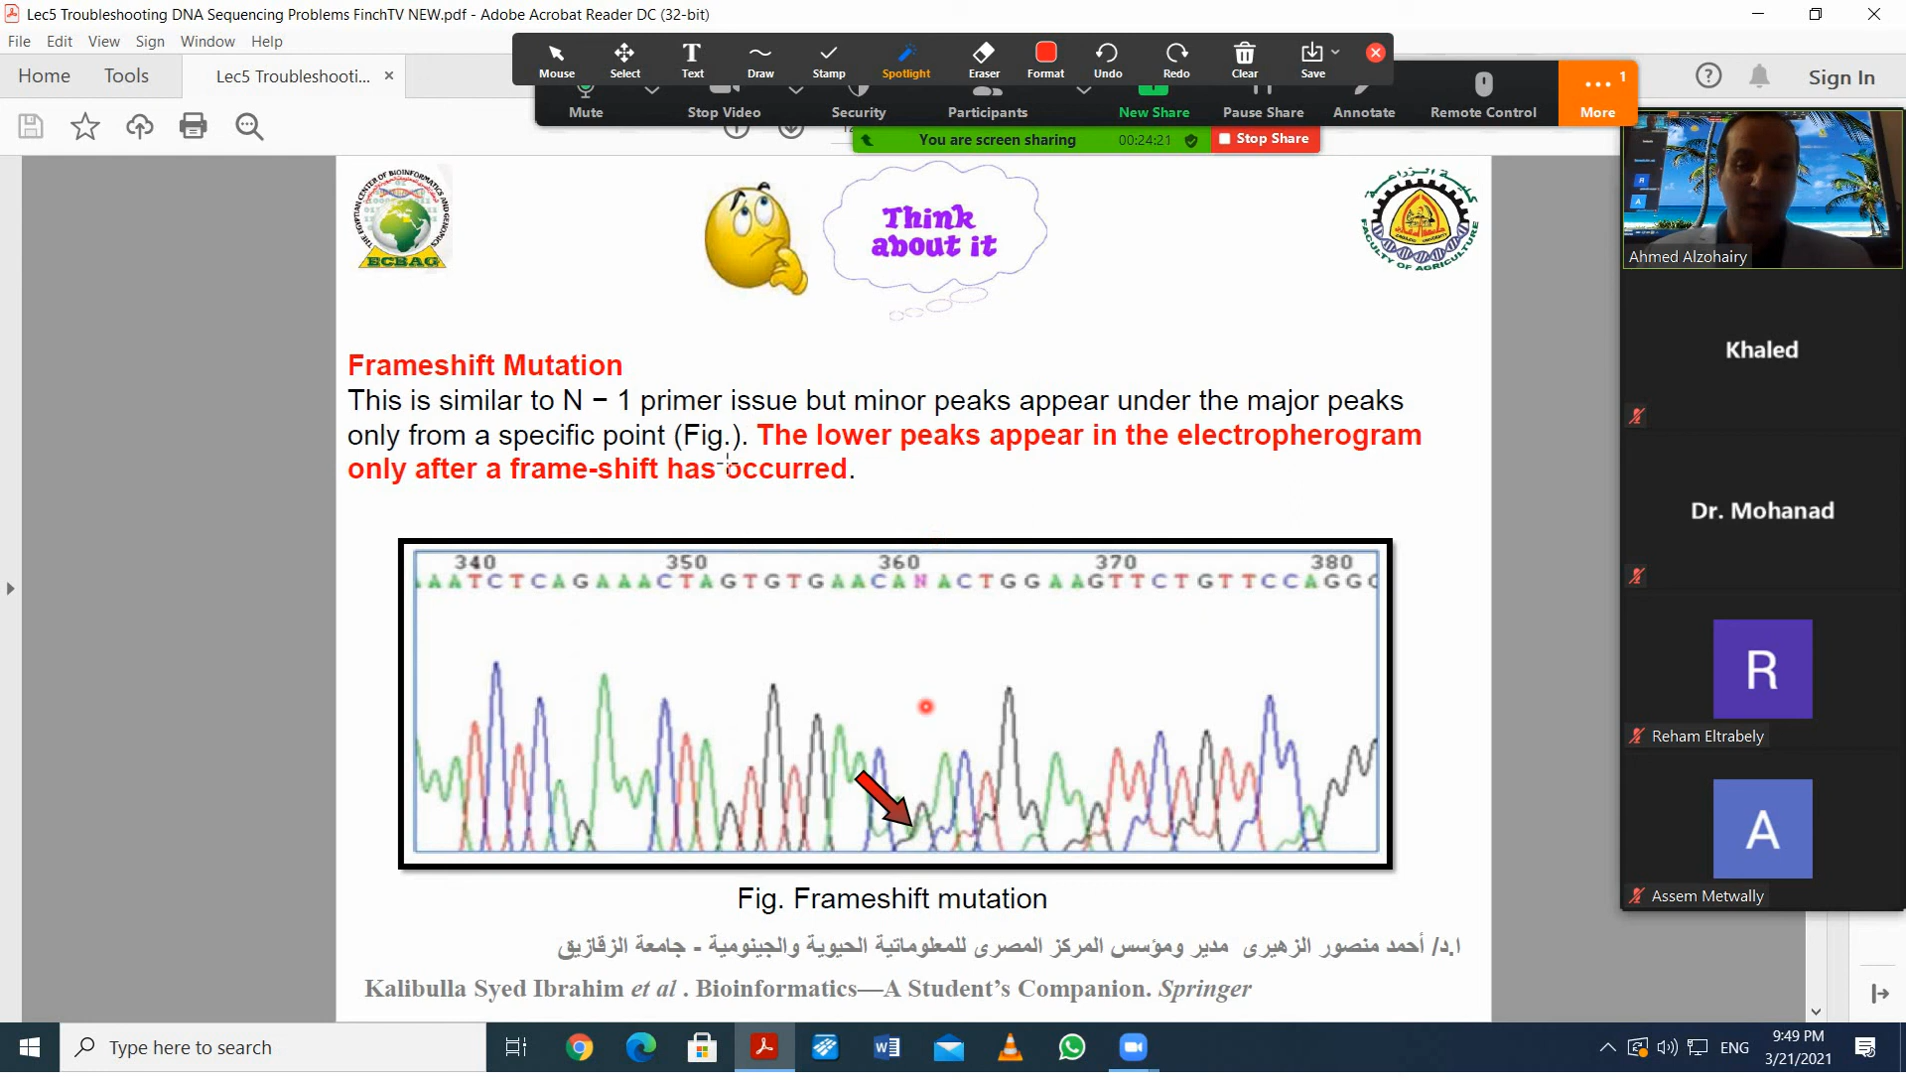 Lec5 Troubleshooting DNA Sequencing Problems FinchTV NEW.pdf - Adobe Acrobat Reader DC (32-bit)
File Edit View Sign Window Help
Home Tools Lec5 Troubleshooti... × Sign In
Mouse Select Text Draw Stamp Spotlight Eraser Format Undo Redo Clear Save
Mute Stop Video Security Participants New Share Pause Share Annotate Remote Control More 1
You are screen sharing 00:24:21 Stop Share
ECBAG
Think
about it
FACULTY OF AGRICULTURE
Ahmed Alzohairy
Khaled
Dr. Mohanad
R
Reham Eltrabely
A
Assem Metwally
Frameshift Mutation
This is similar to N − 1 primer issue but minor peaks appear under the major peaks
only from a specific point (Fig.). The lower peaks appear in the electropherogram
only after a frame-shift has occurred.
340 350 360 370 380
AAATCTCAGAAACTAGTGTGAACANACTGGAAGTTCTGTTCCAGGC
Fig. Frameshift mutation
ا.د/ أحمد منصور الزهيرى مدير ومؤسس المركز المصرى للمعلوماتية الحيوية والجينومية - جامعة الزقازيق
Kalibulla Syed Ibrahim et al . Bioinformatics—A Student’s Companion. Springer
Type here to search
ENG
9:49 PM
3/21/2021